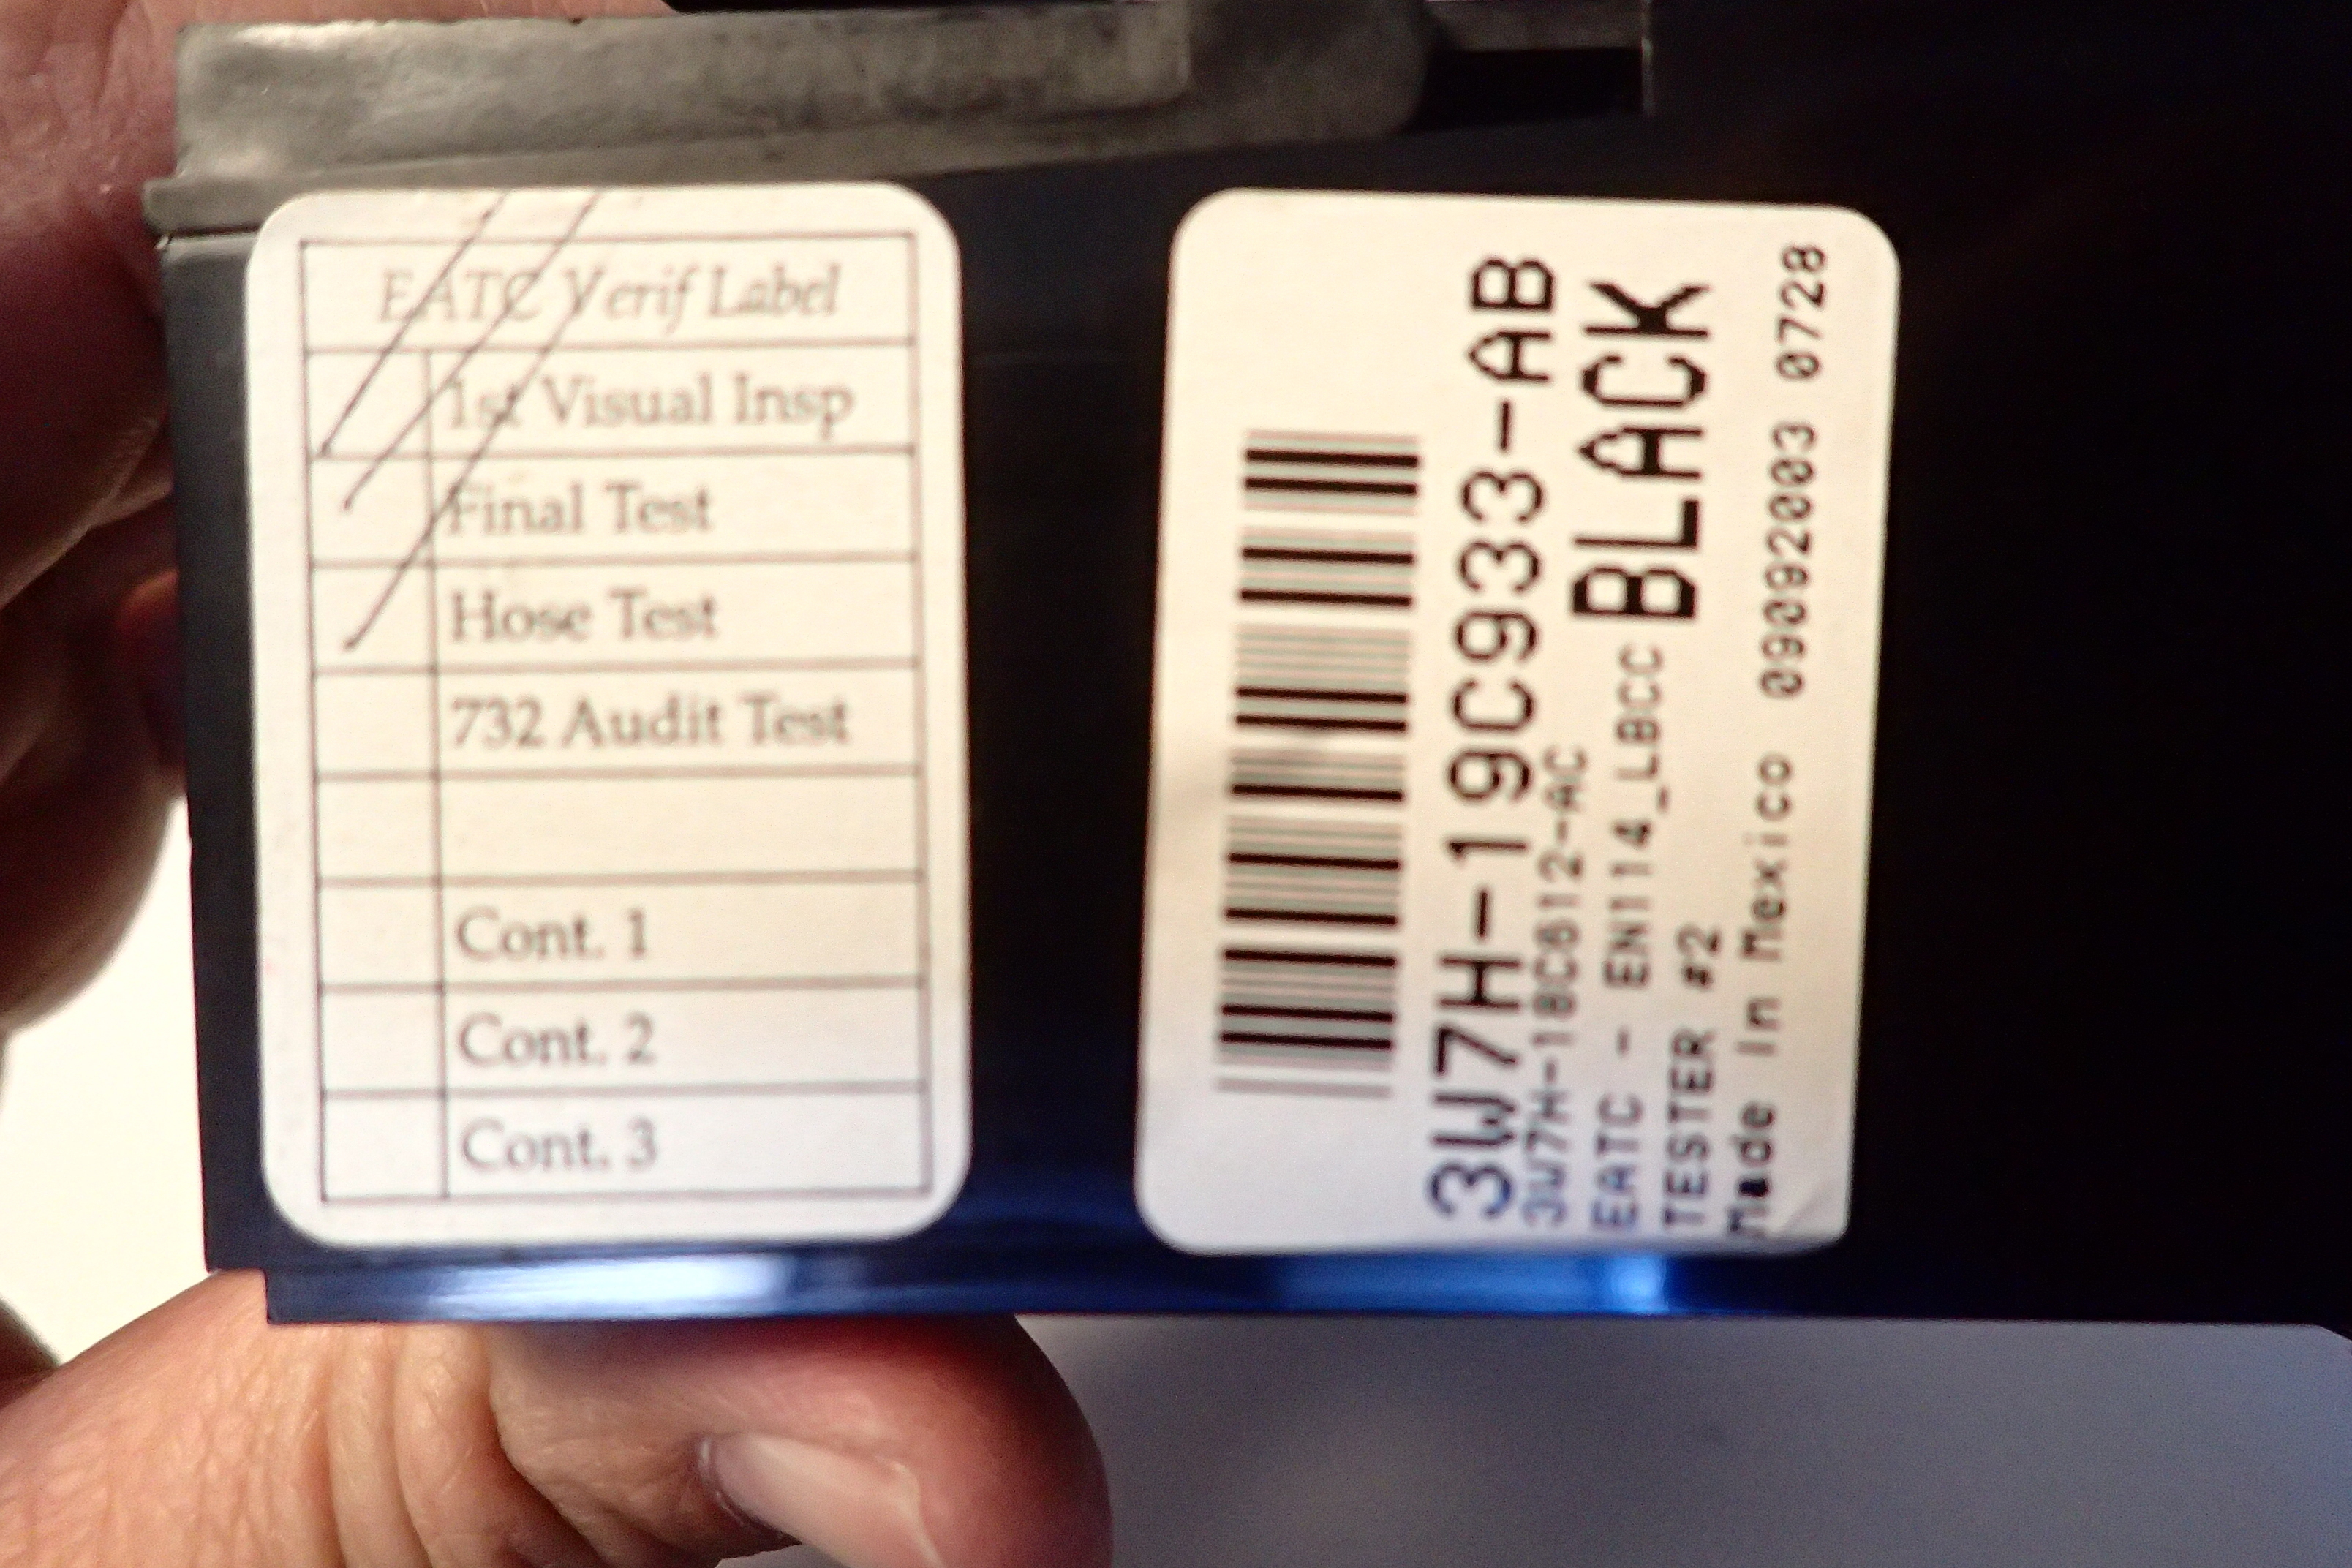 EATC Verif Label
1st Visual Insp
Final Test
Hose Test
732 Audit Test
Cont. 1
Cont. 2
Cont. 3
3W7H-19C933-AB
3W7H-18C612-AC
EATC - EN114_LBCC BLACK
TESTER #2
Made In Mexico 09092003 0728